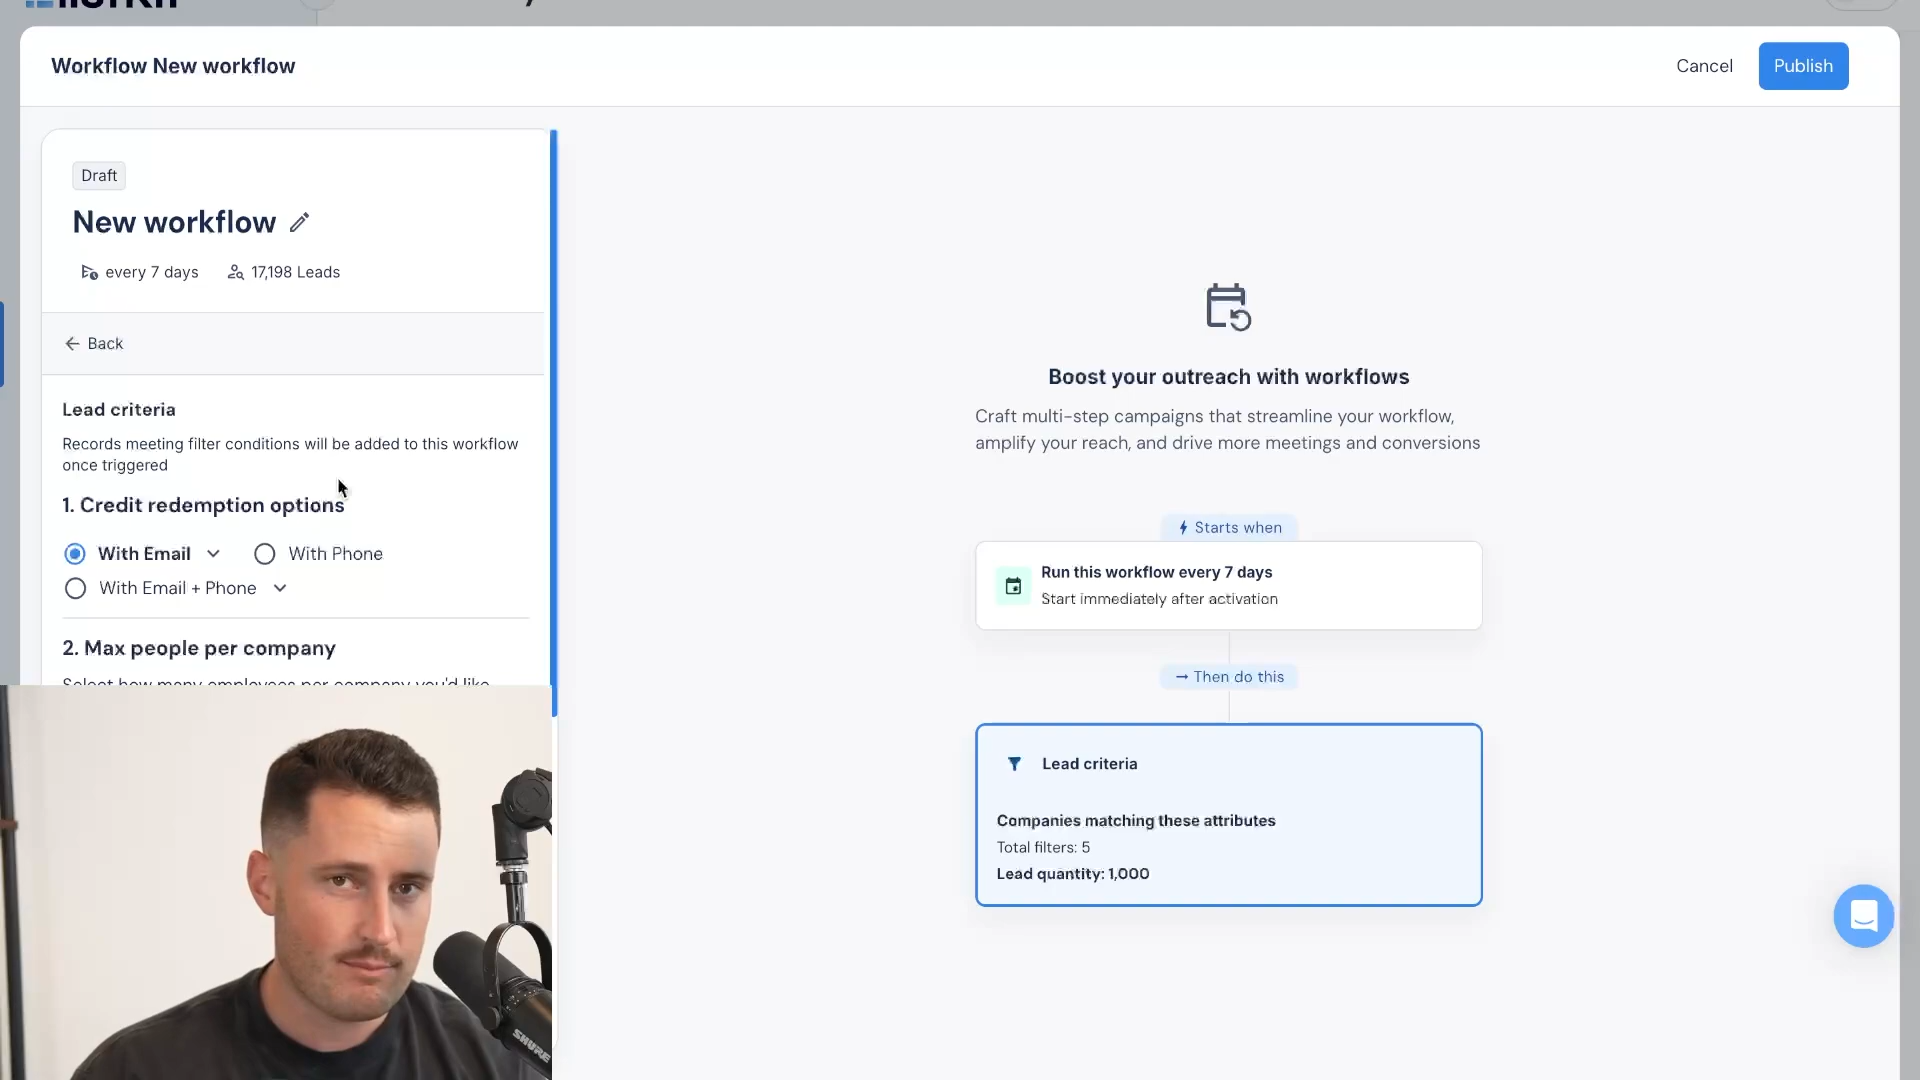 Workflow New workflow
Cancel
Publish
Draft
New workflow
every 7 days
17,198 Leads
Back
Lead criteria
Records meeting filter conditions will be added to this workflow
once triggered
1. Credit redemption options
With Email
With Phone
With Email + Phone
2. Max people per company
Select how many employees per company you'd like
Boost your outreach with workflows
Craft multi-step campaigns that streamline your workflow,
amplify your reach, and drive more meetings and conversions
Starts when
Run this workflow every 7 days
Start immediately after activation
→ Then do this
Lead criteria
Companies matching these attributes
Total filters: 5
Lead quantity: 1,000
SHURE